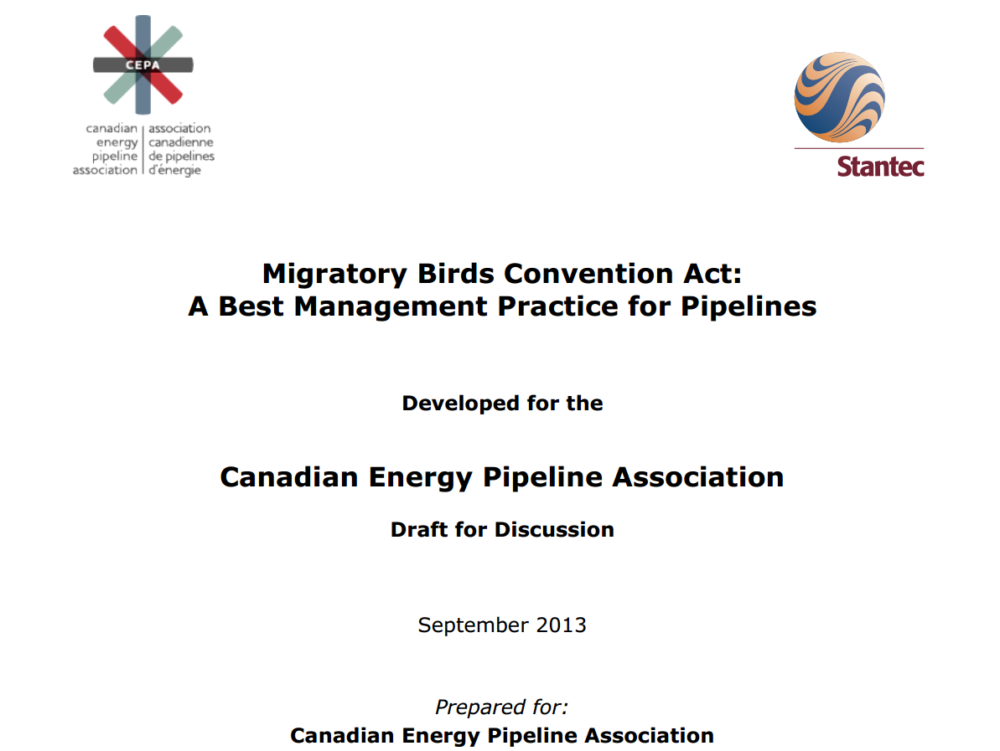 CEPA
canadian energy pipeline association
association canadienne de pipelines d'énergie
Stantec
Migratory Birds Convention Act:
A Best Management Practice for Pipelines
Developed for the
Canadian Energy Pipeline Association
Draft for Discussion
September 2013
Prepared for:
Canadian Energy Pipeline Association